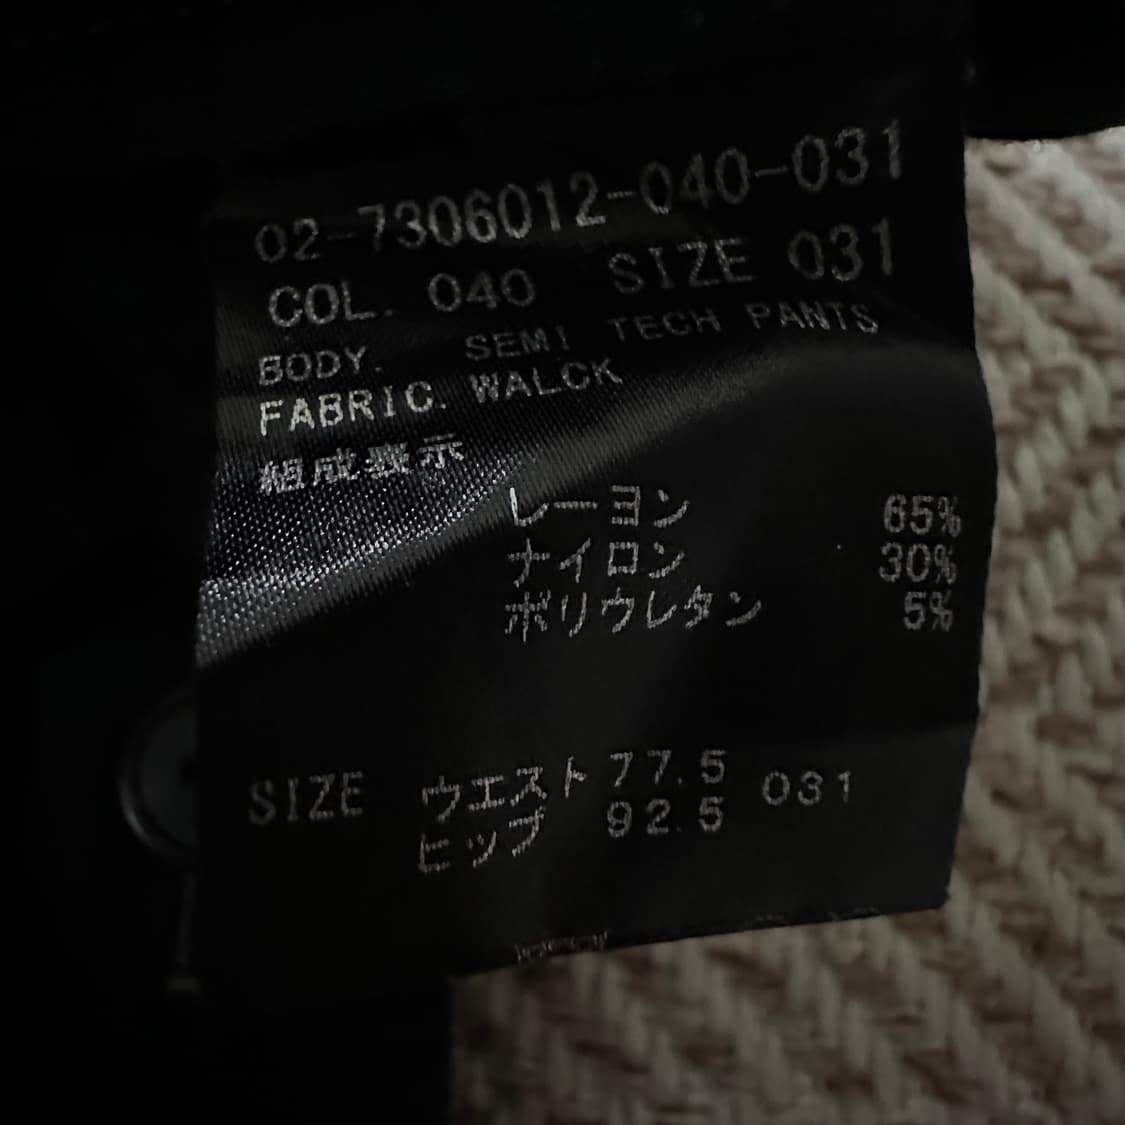 02-7306012-040-031
COL. 040 SIZE 031
BODY. SEMI TECH PANTS
FABRIC. WALCK
組成表示
レーヨン 65%
ナイロン 30%
ポリウレタン 5%
SIZE ウエスト 77.5 031
ヒップ 92.5